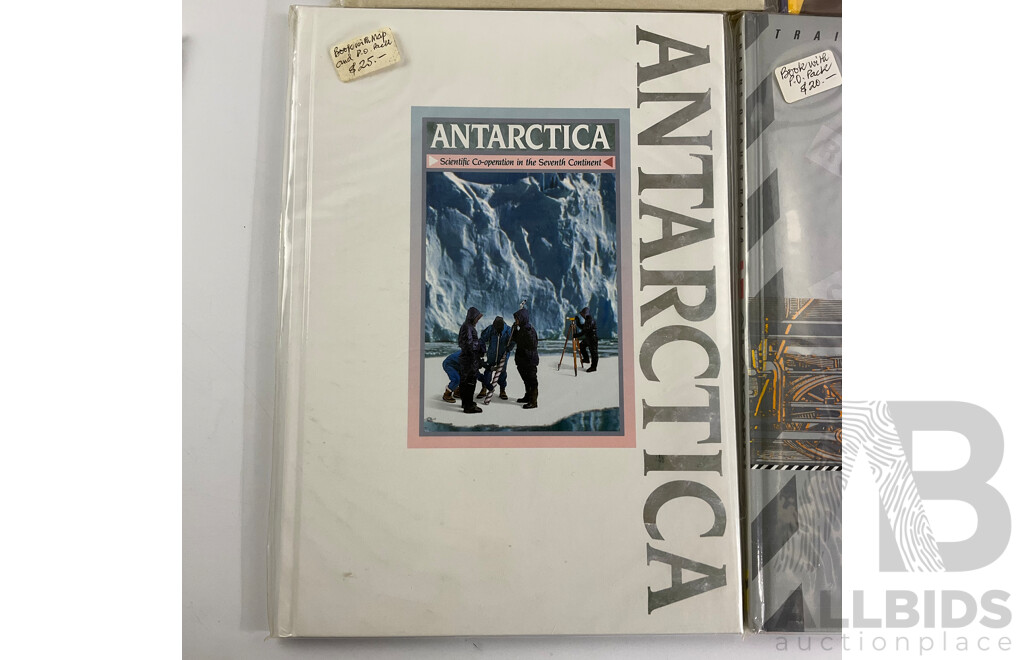 Book with Map
and P.O. Pack
$25.—
ANTARCTICA
Scientific Co-operation in the Seventh Continent
ANTARCTICA
TRAI
Book with
P.O. Pack
$20.—
AB
ALLBIDS
auctionplace